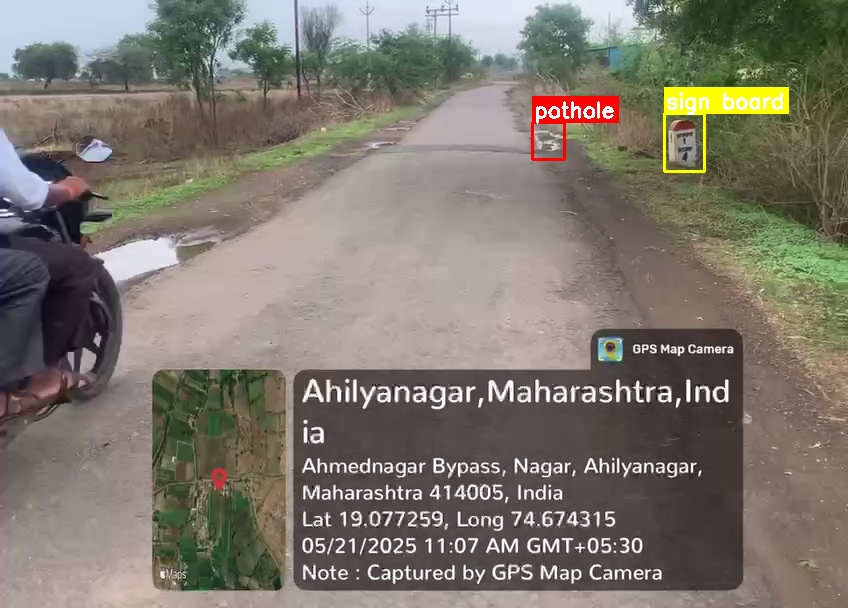 pothole
sign board
GPS Map Camera
Ahilyanagar,Maharashtra,Ind
ia
Ahmednagar Bypass, Nagar, Ahilyanagar,
Maharashtra 414005, India
Lat 19.077259, Long 74.674315
05/21/2025 11:07 AM GMT+05:30
Note : Captured by GPS Map Camera
Maps